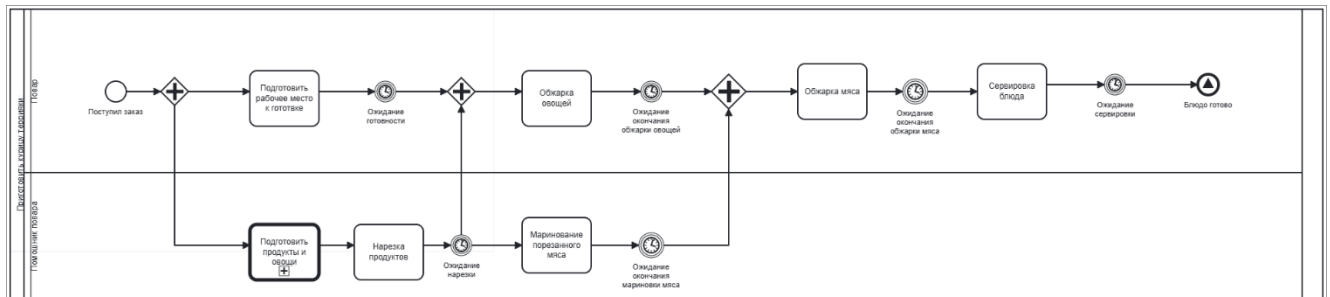 Приготовить курицу терияки
Повар
Поступил заказ
Подготовить
рабочее место
к готовке
Ожидание
готовности
Обжарка
овощей
Ожидание
окончания
обжарки овощей
Обжарка мяса
Ожидание
окончания
обжарки мяса
Сервировка
блюда
Ожидание
сервировки
Блюдо готово
Помощник повара
Подготовить
продукты и
овощи
Нарезка
продуктов
Ожидание
нарезки
Маринование
порезанного
мяса
Ожидание
окончания
мариновки мяса